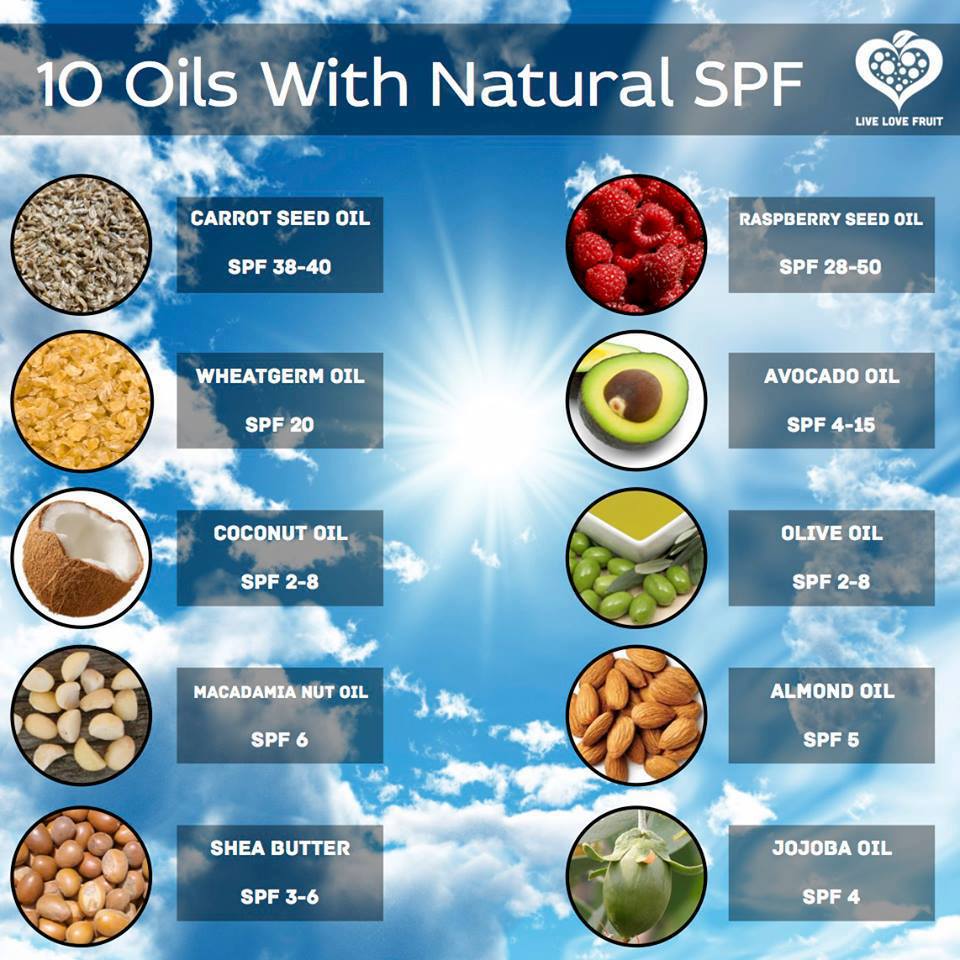 10 Oils With Natural SPF
LIVE LOVE FRUIT
CARROT SEED OIL
SPF 38-40
RASPBERRY SEED OIL
SPF 28-50
WHEATGERM OIL
SPF 20
AVOCADO OIL
SPF 4-15
COCONUT OIL
SPF 2-8
OLIVE OIL
SPF 2-8
MACADAMIA NUT OIL
SPF 6
ALMOND OIL
SPF 5
SHEA BUTTER
SPF 3-6
JOJOBA OIL
SPF 4